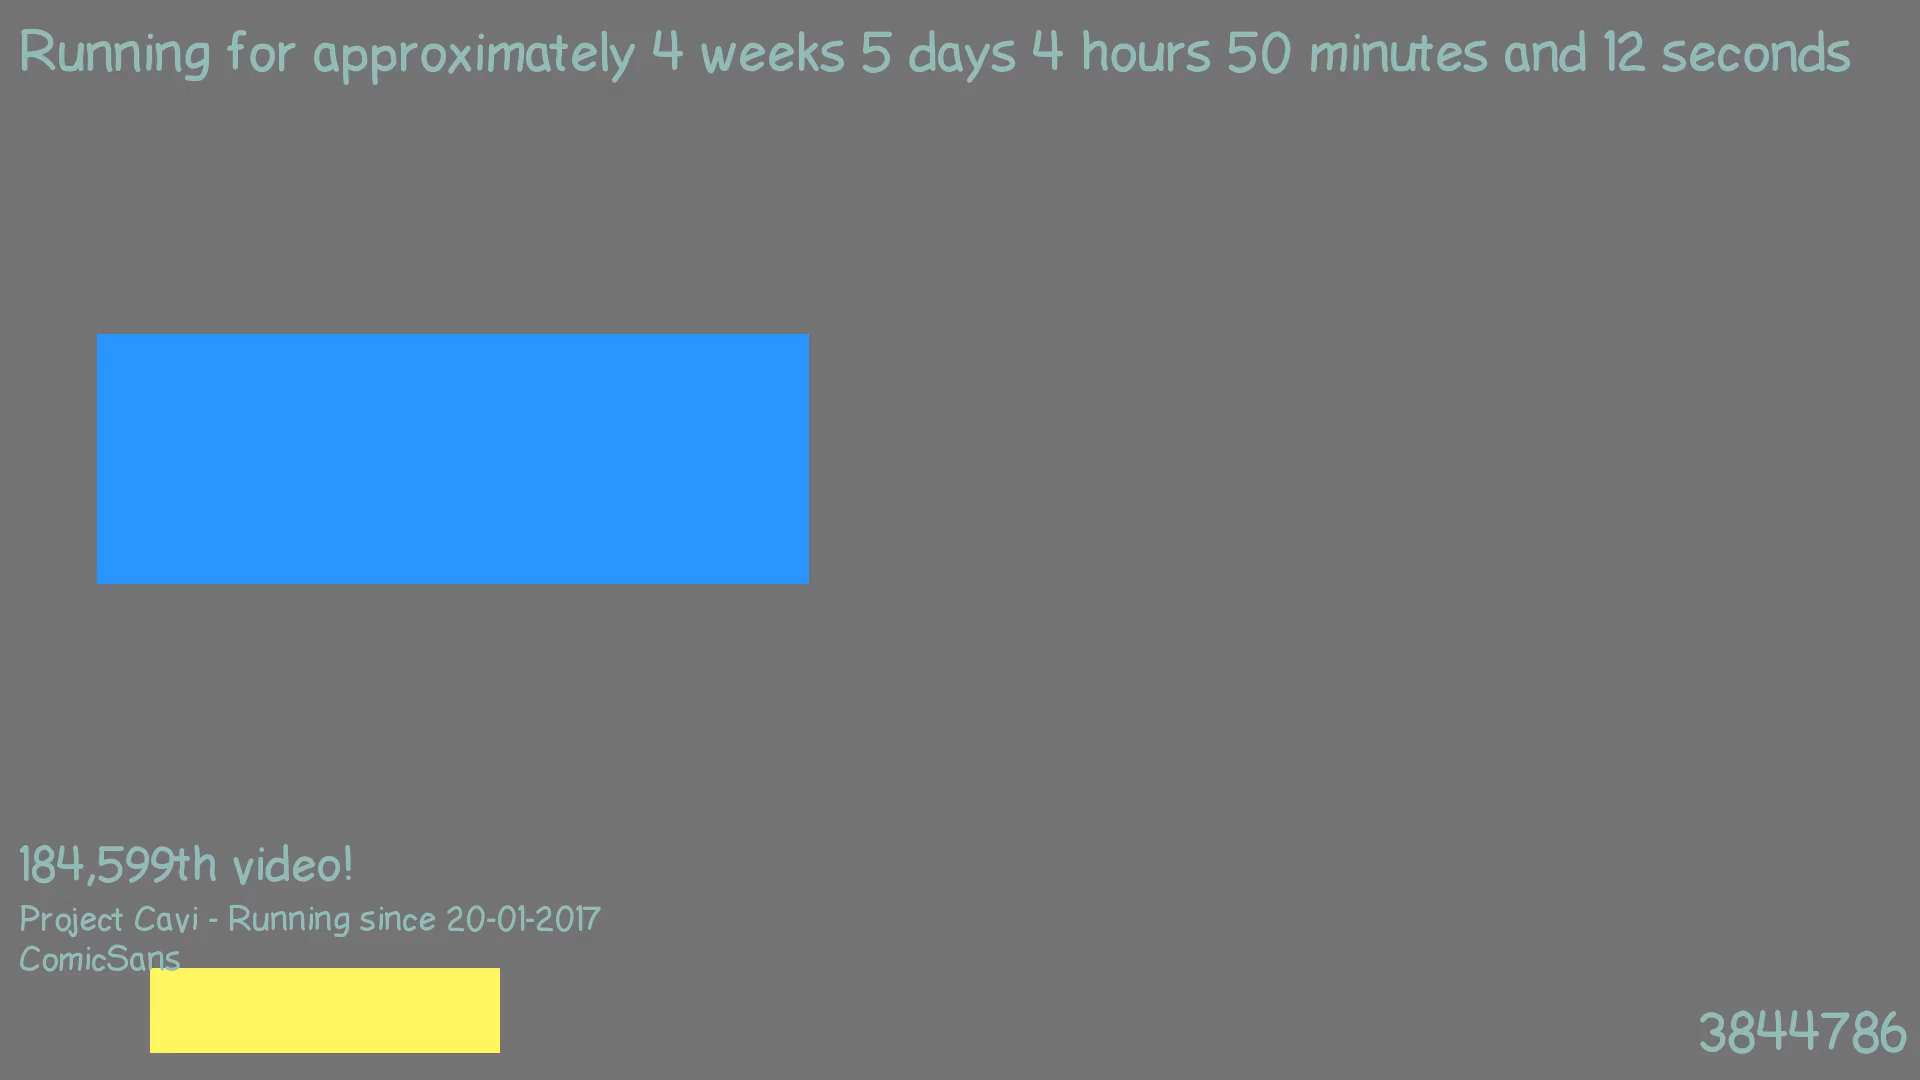 Running for approximately 4 weeks 5 days 4 hours 50 minutes and 12 seconds
184,599th video!
Project Cavi - Running since 20-01-2017
ComicSans
3844786